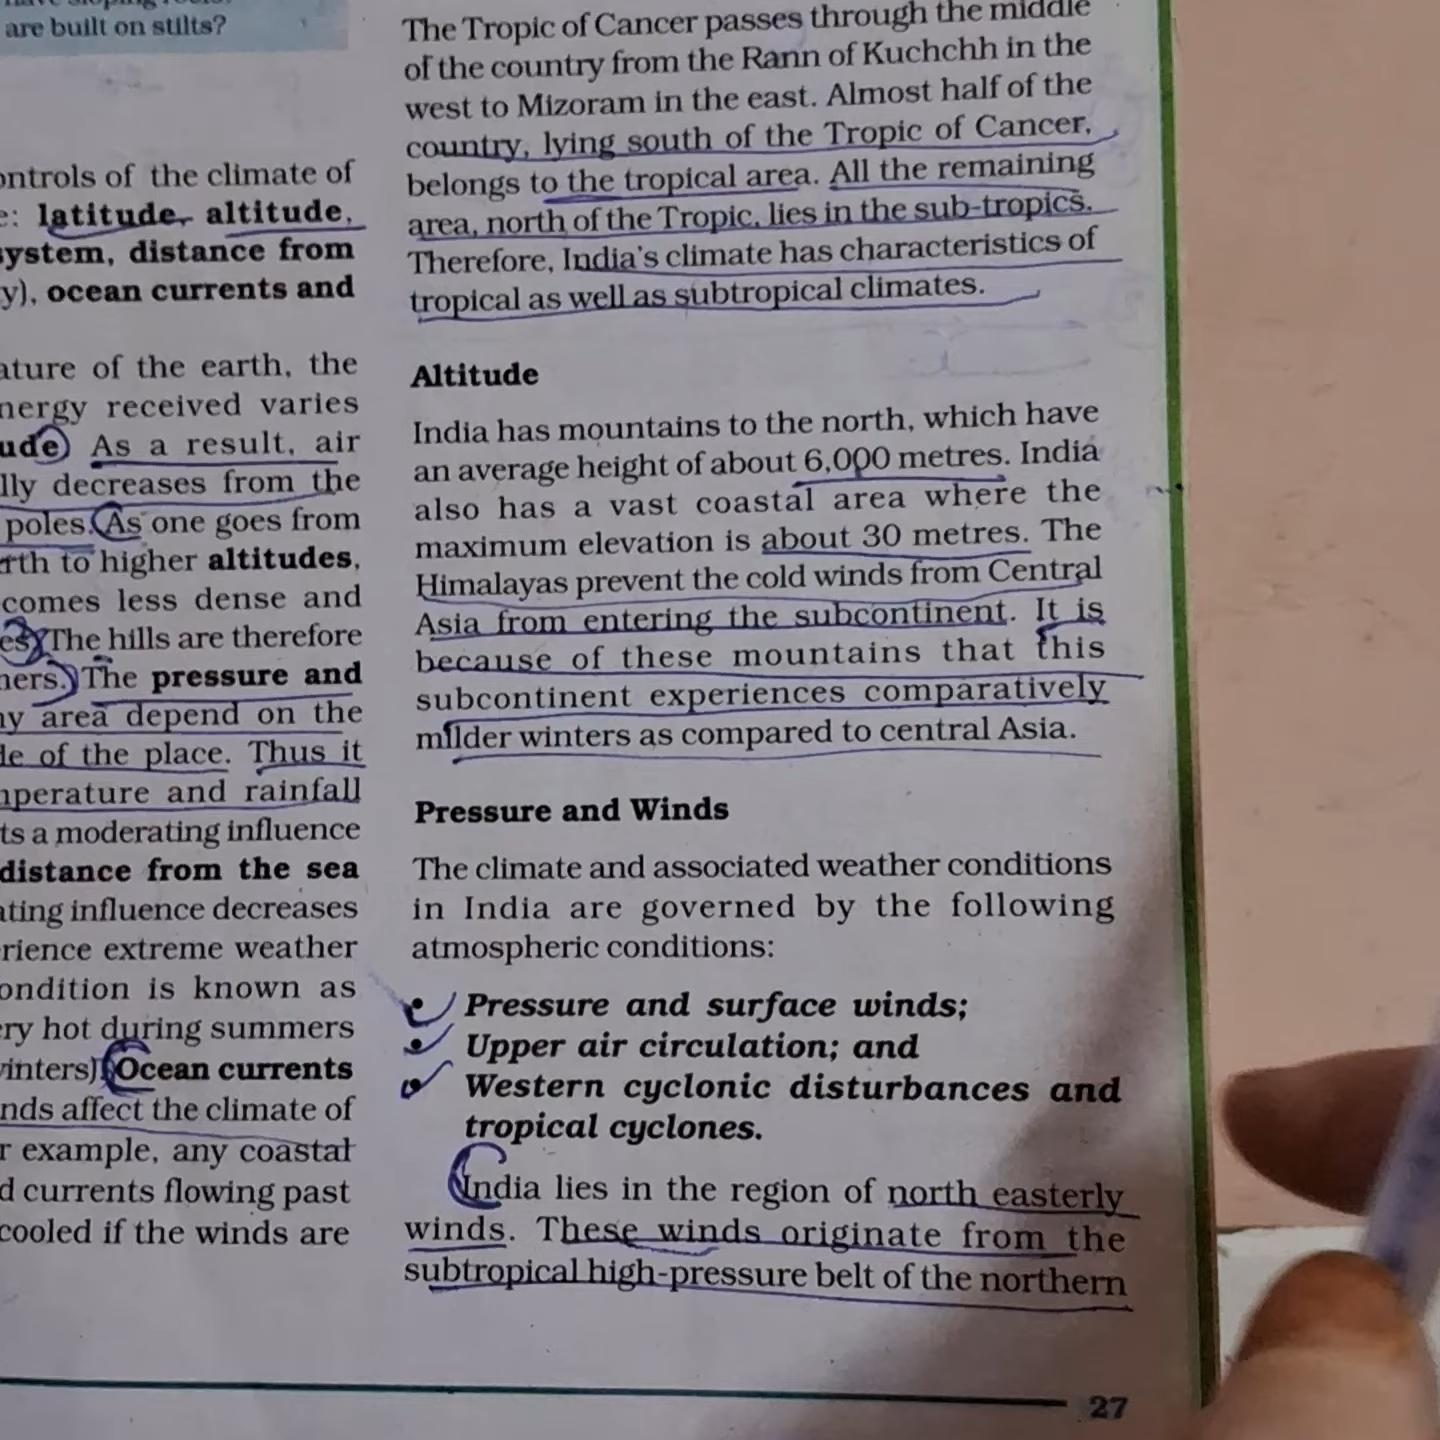 are built on stilts?
ontrols of the climate of
e: latitude, altitude,
system, distance from
y), ocean currents and
ature of the earth, the
nergy received varies
ude) As a result, air
lly decreases from the
poles. As one goes from
rth to higher altitudes,
comes less dense and
es. The hills are therefore
ners. The pressure and
ny area depend on the
de of the place. Thus it
nperature and rainfall
ts a moderating influence
distance from the sea
ating influence decreases
rience extreme weather
ondition is known as
ery hot during summers
vinters). Ocean currents
nds affect the climate of
r example, any coastal
d currents flowing past
cooled if the winds are
The Tropic of Cancer passes through the middle
of the country from the Rann of Kuchchh in the
west to Mizoram in the east. Almost half of the
country, lying south of the Tropic of Cancer,
belongs to the tropical area. All the remaining
area, north of the Tropic, lies in the sub-tropics.
Therefore, India's climate has characteristics of
tropical as well as subtropical climates.
Altitude
India has mountains to the north, which have
an average height of about 6,000 metres. India
also has a vast coastal area where the
maximum elevation is about 30 metres. The
Himalayas prevent the cold winds from Central
Asia from entering the subcontinent. It is
because of these mountains that this
subcontinent experiences comparatively
milder winters as compared to central Asia.
Pressure and Winds
The climate and associated weather conditions
in India are governed by the following
atmospheric conditions:
• Pressure and surface winds;
• Upper air circulation; and
• Western cyclonic disturbances and
tropical cyclones.
India lies in the region of north easterly
winds. These winds originate from the
subtropical high-pressure belt of the northern
27